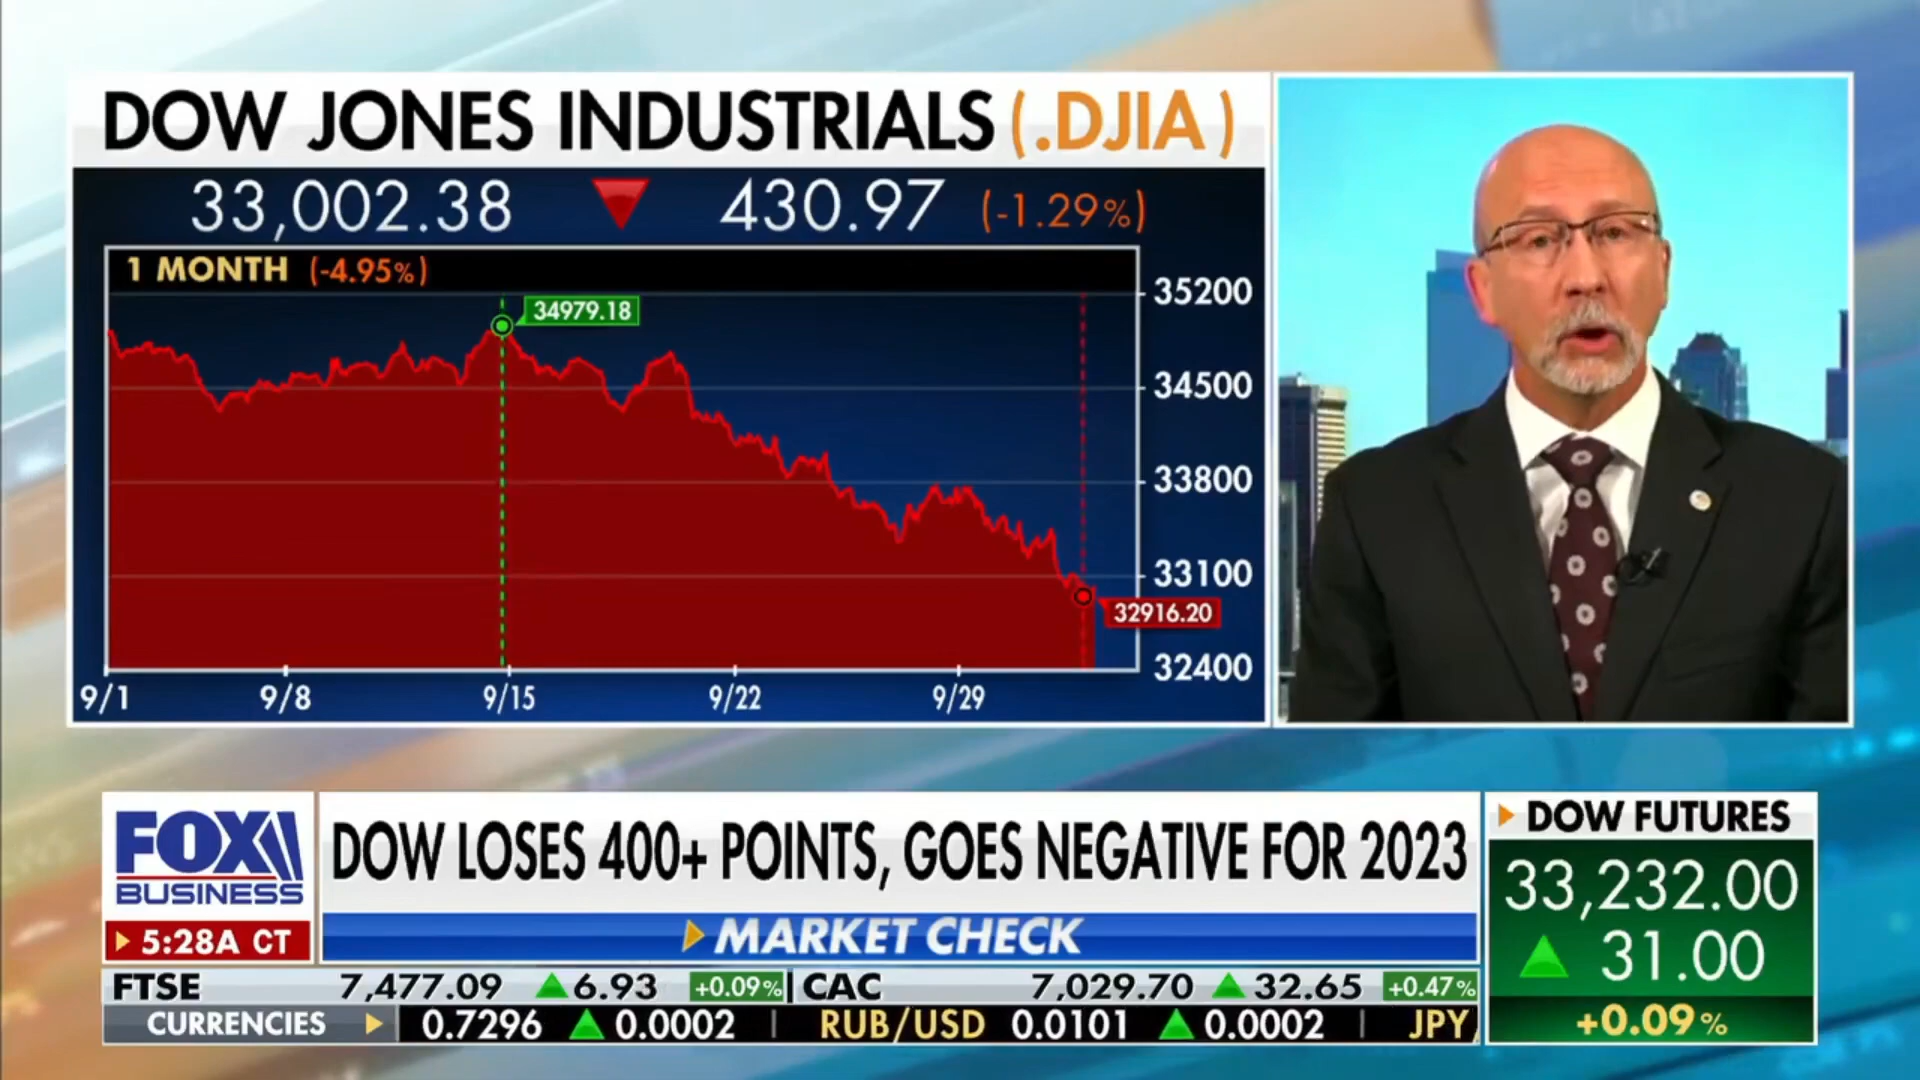 DOW JONES INDUSTRIALS (.DJIA)
33,002.38 ▼ 430.97 (-1.29%)
1 MONTH (-4.95%)
34979.18
32916.20
35200
34500
33800
33100
32400
9/1 9/8 9/15 9/22 9/29
FOX BUSINESS
5:28A CT
DOW LOSES 400+ POINTS, GOES NEGATIVE FOR 2023
MARKET CHECK
DOW FUTURES
33,232.00
▲ 31.00
+0.09%
FTSE 7,477.09 ▲ 6.93 +0.09% CAC 7,029.70 ▲ 32.65 +0.47%
CURRENCIES 0.7296 ▲ 0.0002 | RUB/USD 0.0101 ▲ 0.0002 | JPY/